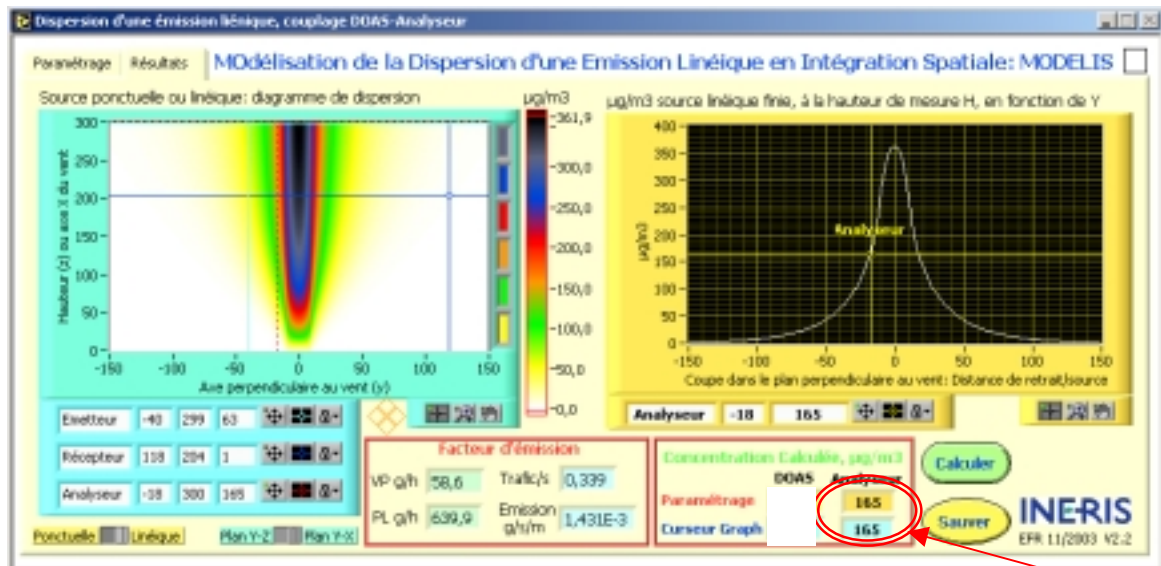 Dispersion d'une émission liénique, couplage DOAS-Analyseur
Paramétrage Résultats MOdélisation de la Dispersion d'une Emission Linéique en Intégration Spatiale: MODELIS
Source ponctuelle ou linéique: diagramme de dispersion
µg/m3
µg/m3 source linéique finie, à la hauteur de mesure H, en fonction de Y
Hauteur (z) ou axe X du vent
300
250
200
150
100
50
0
-150 -100 -50 0 50 100 150
Axe perpendiculaire au vent (y)
361,9
300,0
250,0
200,0
150,0
100,0
50,0
0,0
µg/m3
400
350
300
250
200
150
100
50
0
Analyseur
-150 -100 -50 0 50 100 150
Coupe dans le plan perpendiculaire au vent: Distance de retrait/source
Emetteur -40 299 63
Récepteur 118 204 1
Analyseur -18 300 165
Analyseur -18 165
Ponctuelle Linéique Plan Y-Z Plan Y-X
Facteur d'émission
VP g/h 58,6 Trafic/s 0,339
PL g/h 639,9 Emission g/s/m 1,431E-3
Concentration Calculée, µg/m3
DOAS Analyseur
Paramétrage 165
Curseur Graph 165
Calculer
Sauver
INERIS
EFR 11/2003 V2.2